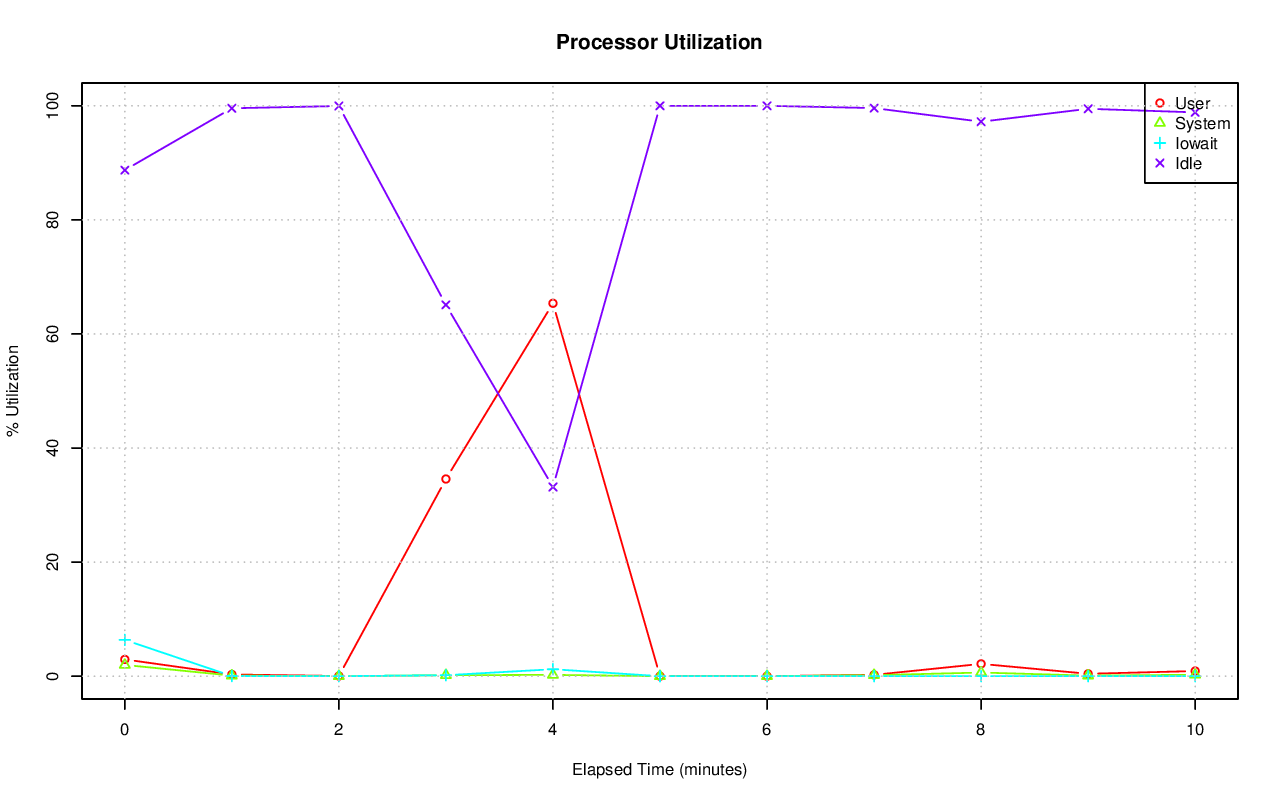 Processor Utilization
% Utilization
100
80
60
40
20
0
User
System
Iowait
Idle
0 2 4 6 8 10
Elapsed Time (minutes)